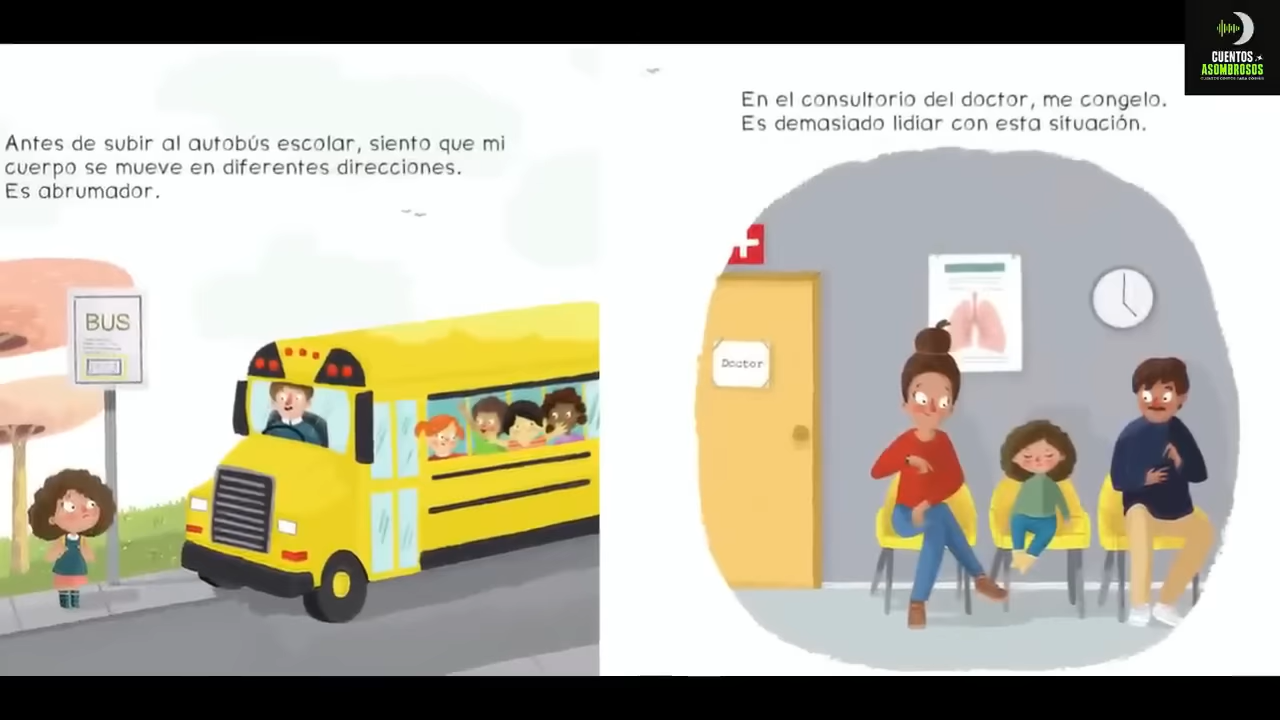 Antes de subir al autobús escolar, siento que mi
cuerpo se mueve en diferentes direcciones.
Es abrumador.
BUS
En el consultorio del doctor, me congelo.
Es demasiado lidiar con esta situación.
Doctor
CUENTOS
ASOMBROSOS